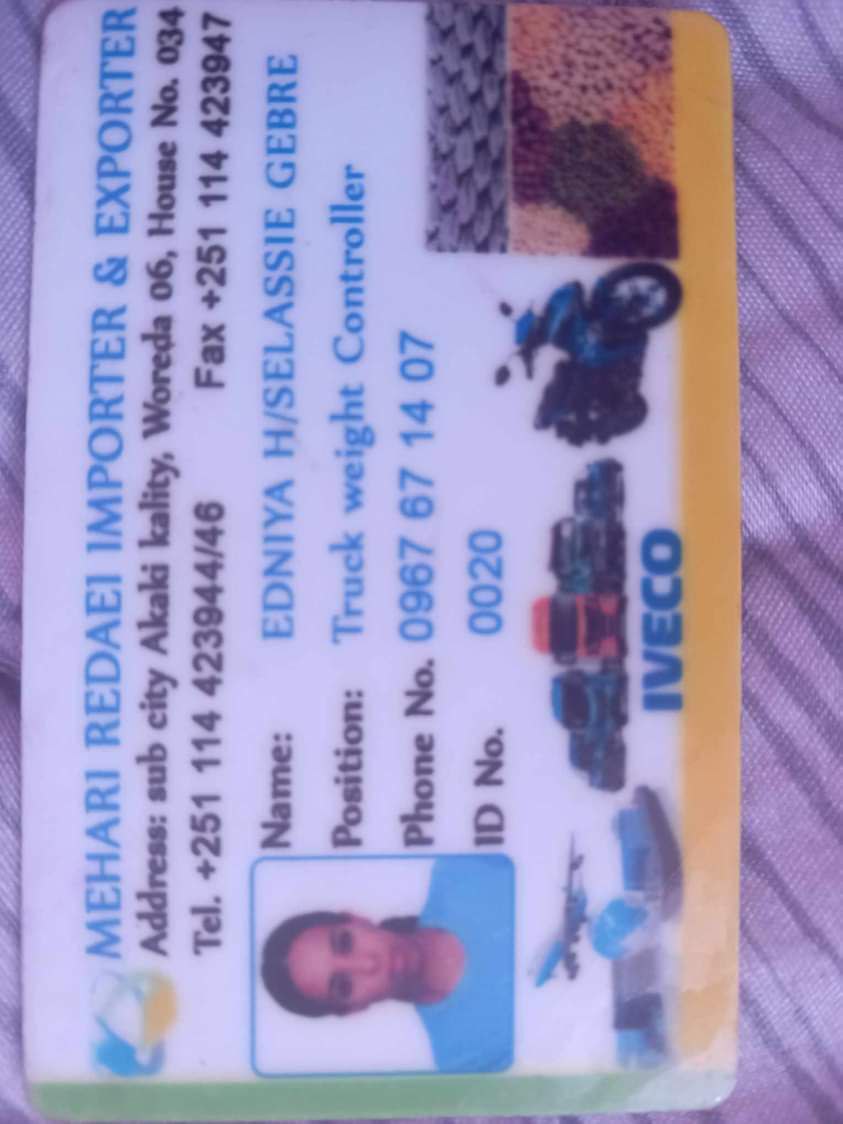 MEHARI REDAEI IMPORTER & EXPORTER
Address: sub city Akaki kality, Woreda 06, House No. 034
Tel. +251 114 423944/46 Fax +251 114 423947
Name: EDNIYA H/SELASSIE GEBRE
Position: Truck weight Controller
Phone No. 0967 67 14 07
ID No. 0020
IVECO